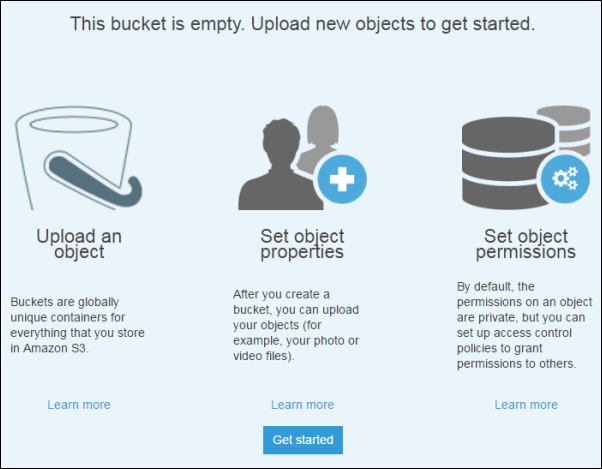 This bucket is empty. Upload new objects to get started.
Upload an
object
Buckets are globally
unique containers for
everything that you store
in Amazon S3.
Learn more
Set object
properties
After you create a
bucket, you can upload
your objects (for
example, your photo or
video files).
Learn more
Set object
permissions
By default, the
permissions on an object
are private, but you can
set up access control
policies to grant
permissions to others.
Learn more
Get started